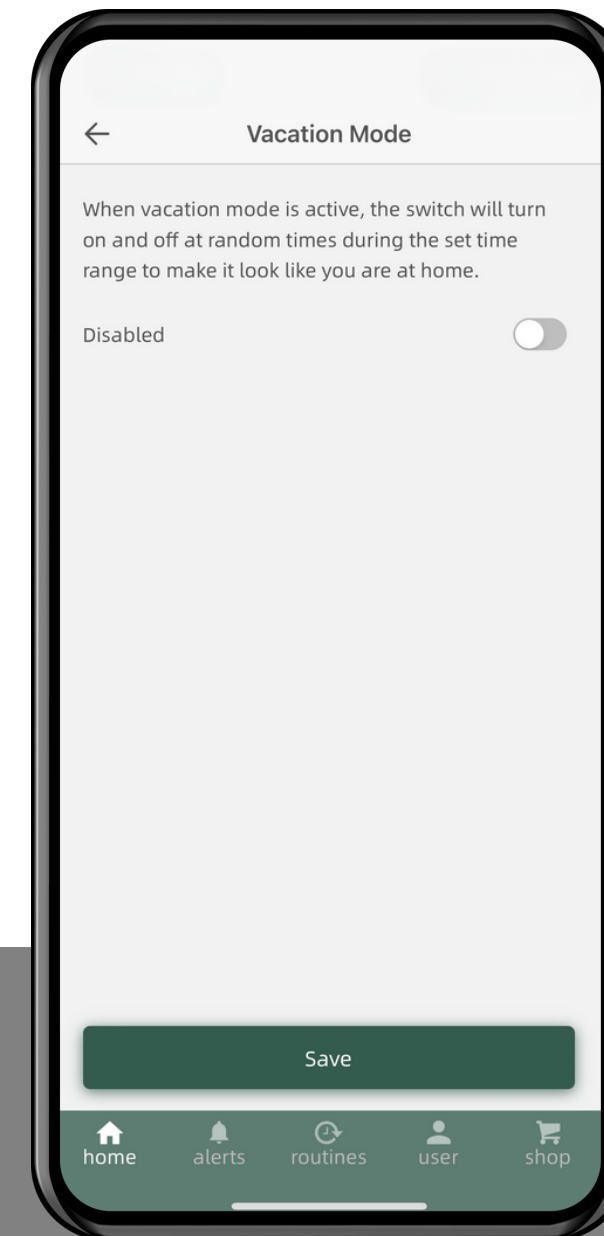 Vacation Mode
When vacation mode is active, the switch will turn
on and off at random times during the set time
range to make it look like you are at home.
Disabled
Save
home alerts routines user shop